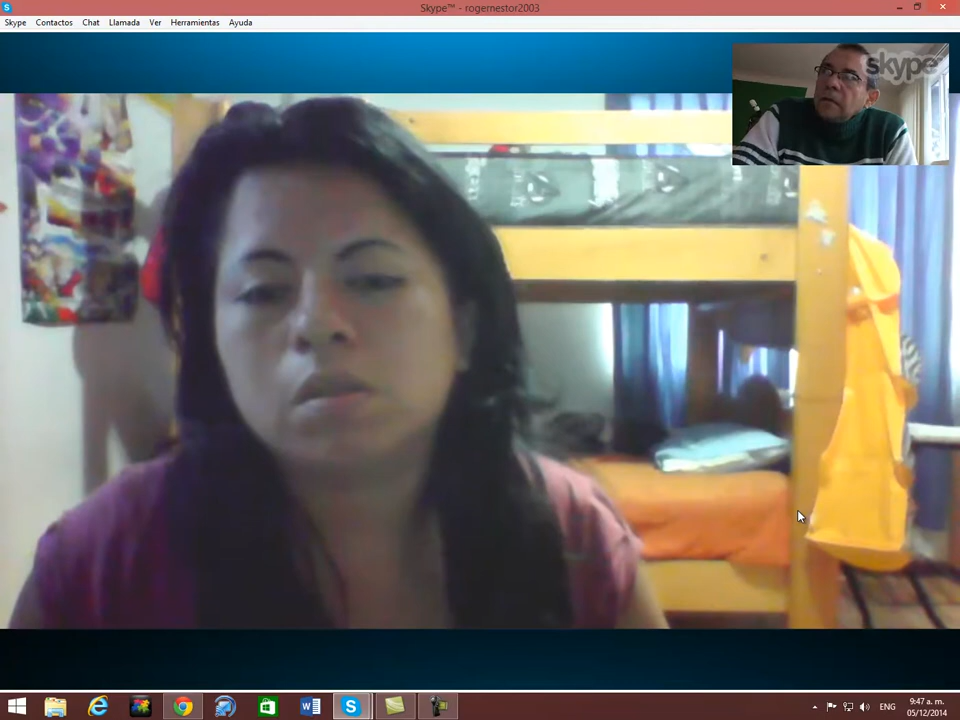 Skype™ - rogernestor2003
Skype Contactos Chat Llamada Ver Herramientas Ayuda
skype
ENG
9:47 a. m.
05/12/2014